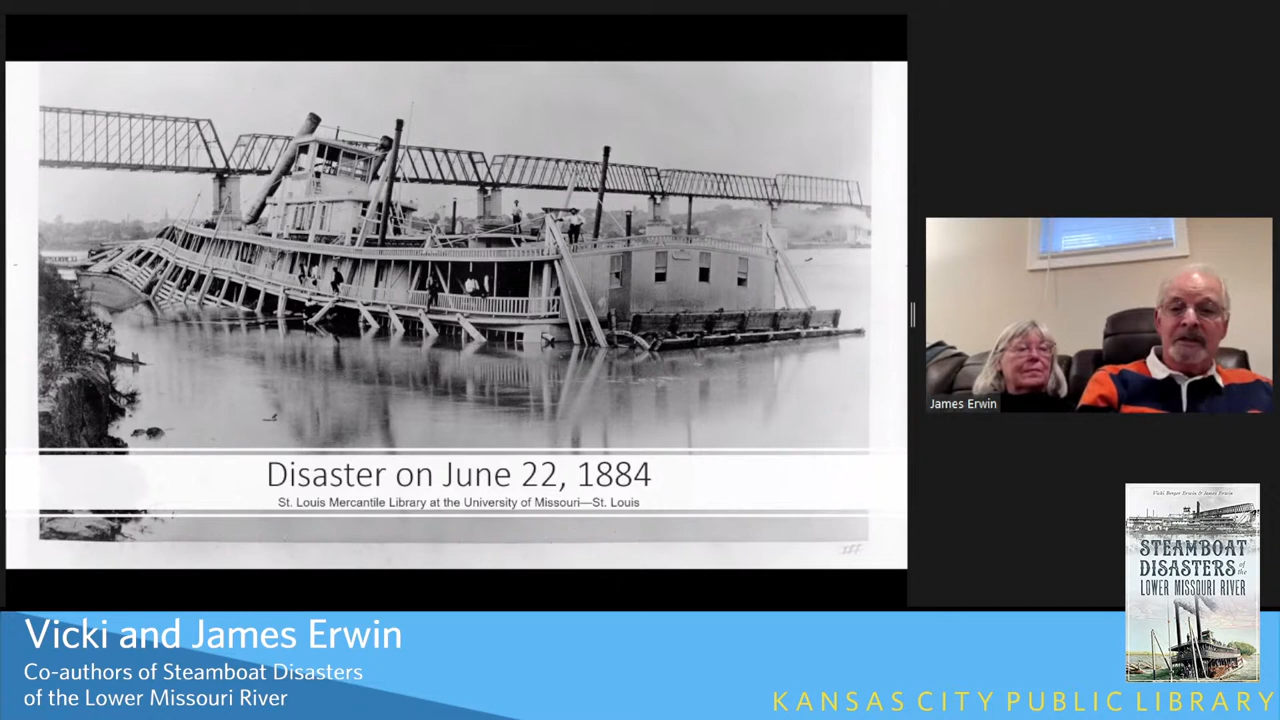 Disaster on June 22, 1884
St. Louis Mercantile Library at the University of Missouri—St. Louis
James Erwin
Vicki Berger Erwin & James Erwin
STEAMBOAT
DISASTERS of the
LOWER MISSOURI RIVER
Vicki and James Erwin
Co-authors of Steamboat Disasters
of the Lower Missouri River
KANSAS CITY PUBLIC LIBRARY